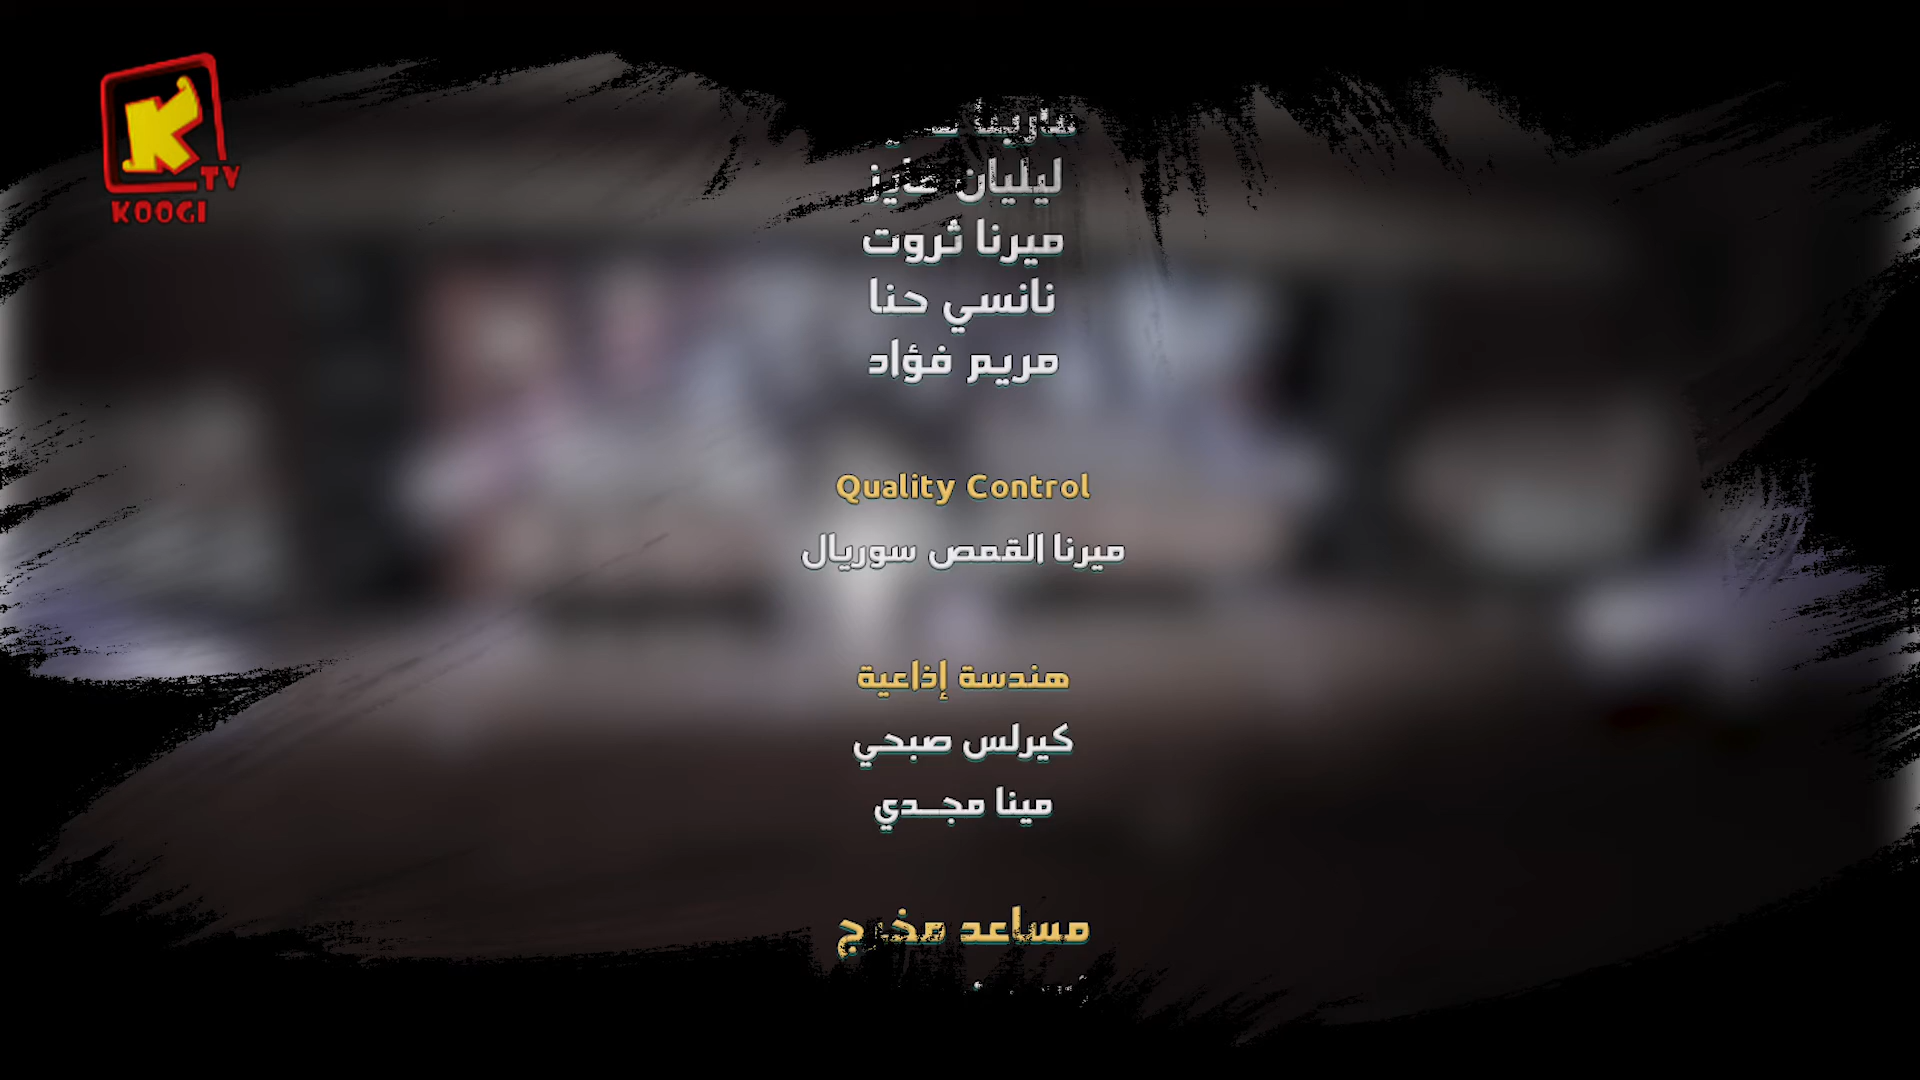 K
TV
KOOGI
ليليان عزيز
ميرنا ثروت
نانسي حنا
مريم فؤاد
Quality Control
ميرنا القمص سوريال
هندسة إذاعية
كيرلس صبحي
مينا مجـدي
مساعد مخرج